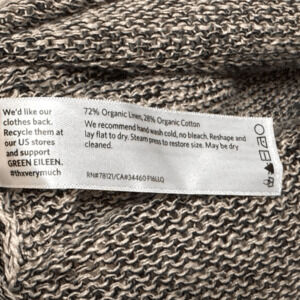 We'd like our
clothes back.
Recycle them at
our US stores
and support
GREEN EILEEN.
#thxverymuch
72% Organic Linen, 28% Organic Cotton
We recommend hand wash cold, no bleach. Reshape and
lay flat to dry. Steam press to restore size. May be dry
cleaned.
RN#78121/CA#34460 F16LLQ